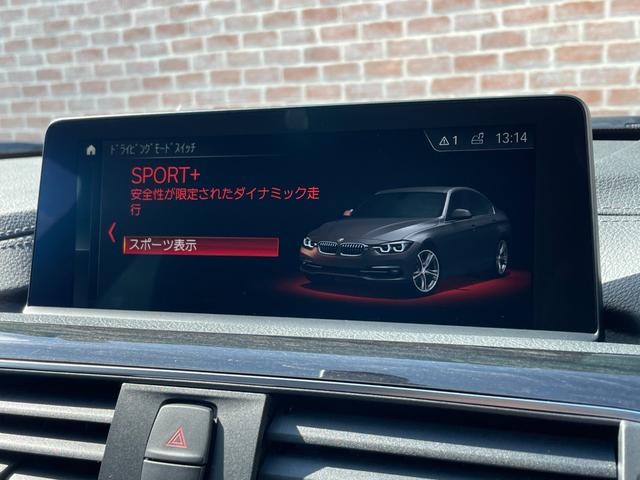 ドライビングモードスイッチ
1
13:14
SPORT+
安全性が限定されたダイナミック走
行
スポーツ表示